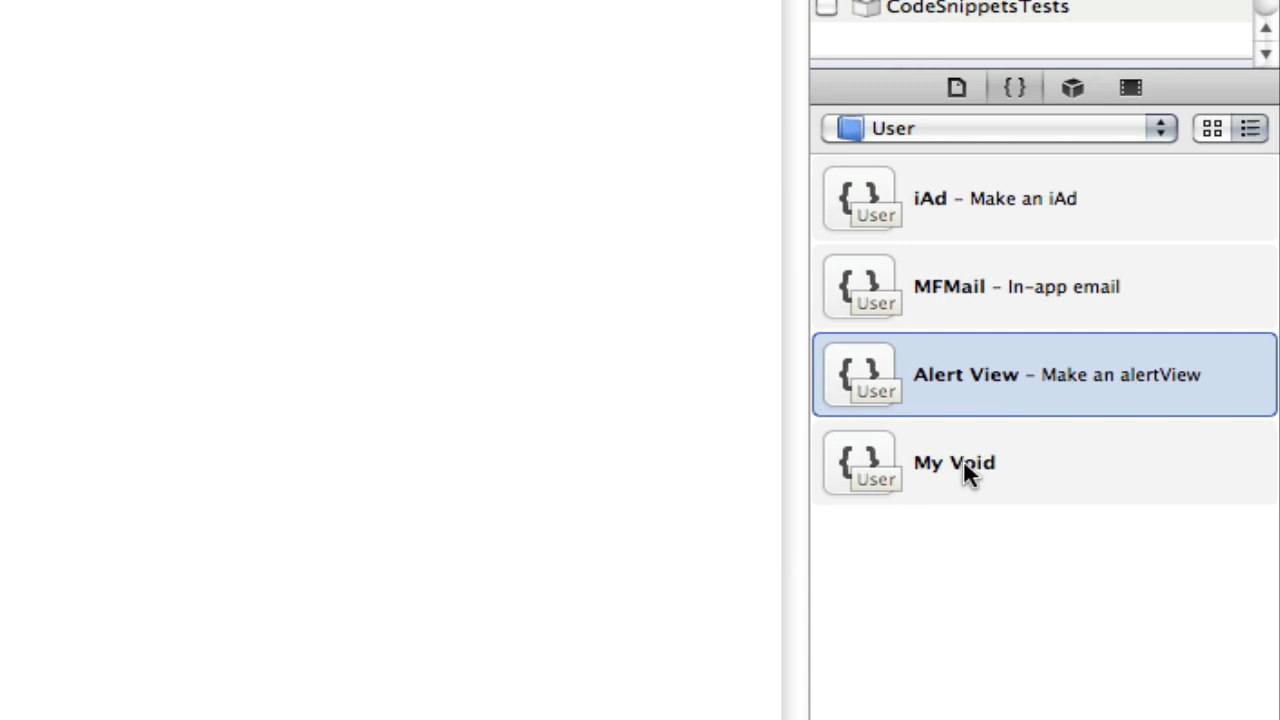 CodeSnippetsTests
{ }
User
{ }
User
iAd – Make an iAd
{ }
User
MFMail – In-app email
{ }
User
Alert View – Make an alertView
{ }
User
My Void